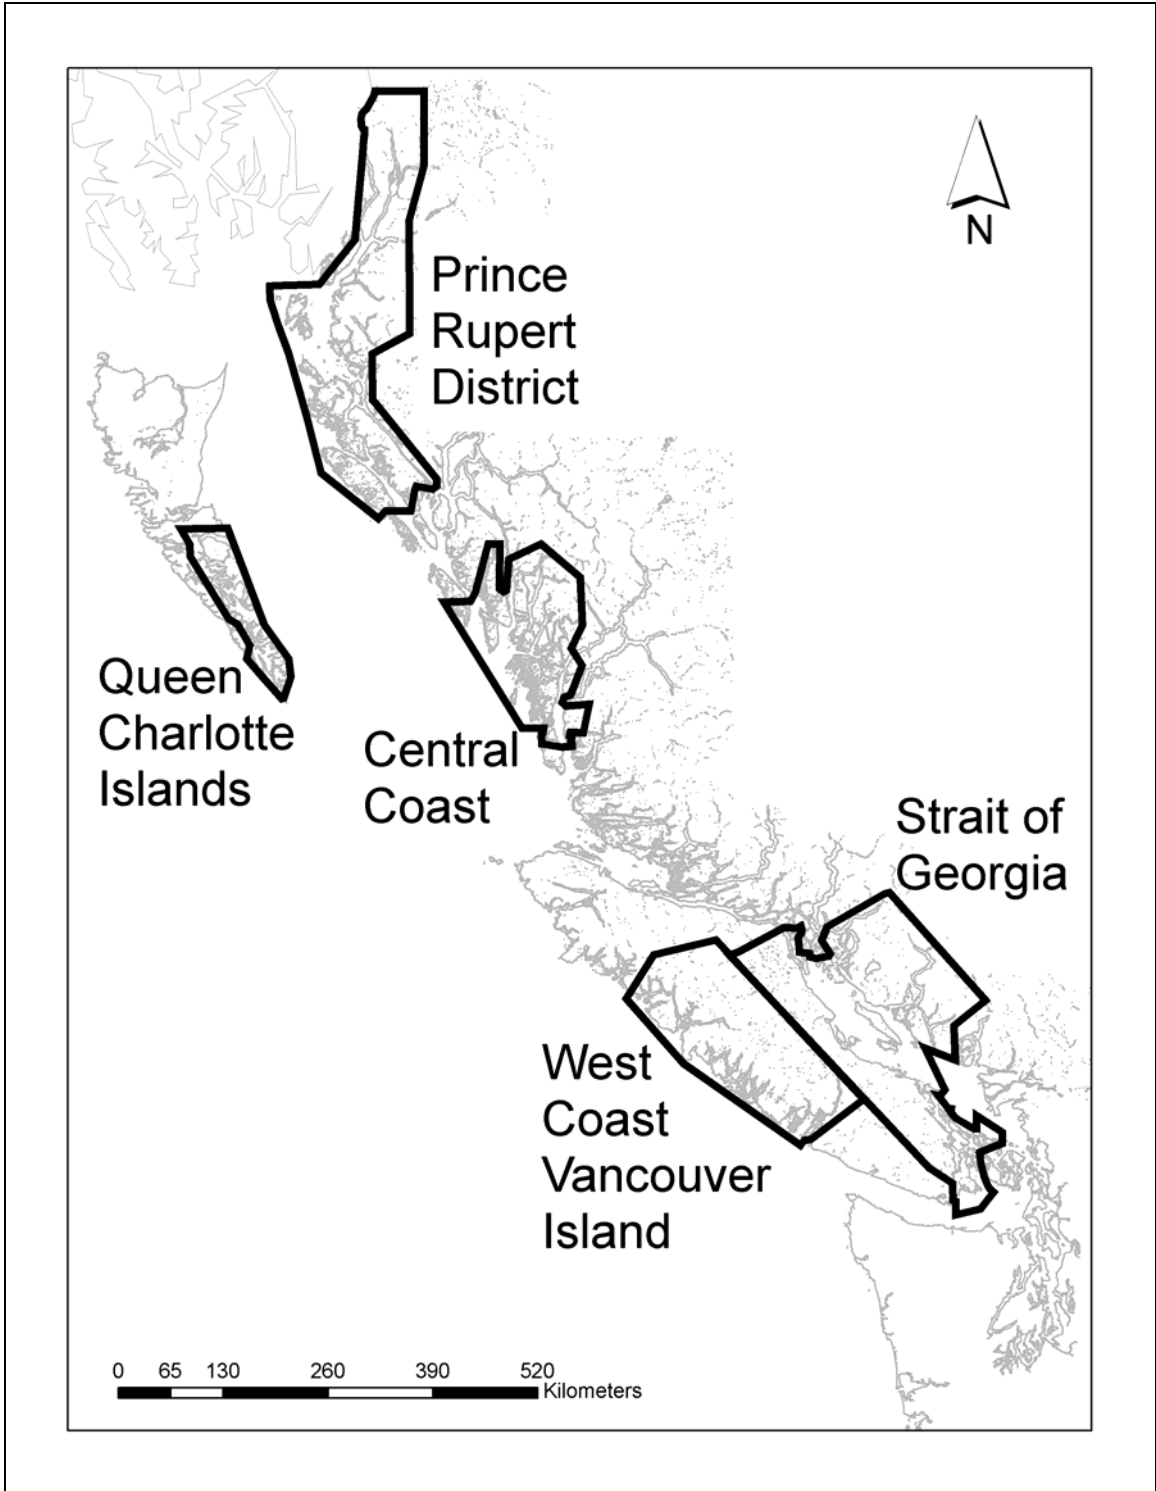 N
Prince
Rupert
District
Queen
Charlotte
Islands
Central
Coast
Strait of
Georgia
West
Coast
Vancouver
Island
0 65 130 260 390 520
Kilometers